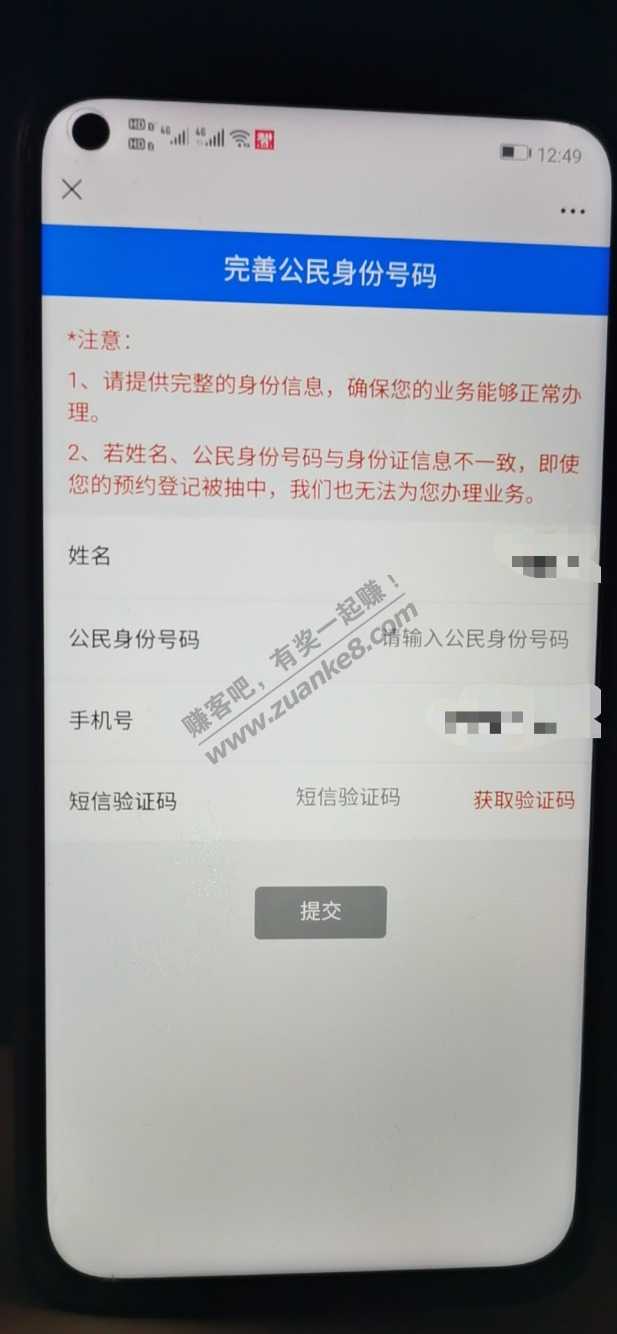 HD
4G
4G
HD
12:49
完善公民身份号码
*注意：
1、请提供完整的身份信息，确保您的业务能够正常办
理。
2、若姓名、公民身份号码与身份证信息不一致，即使
您的预约登记被抽中，我们也无法为您办理业务。
姓名
公民身份号码
请输入公民身份号码
手机号
短信验证码
短信验证码
获取验证码
提交
赚客吧，有奖一起赚！
www.zuanke8.com